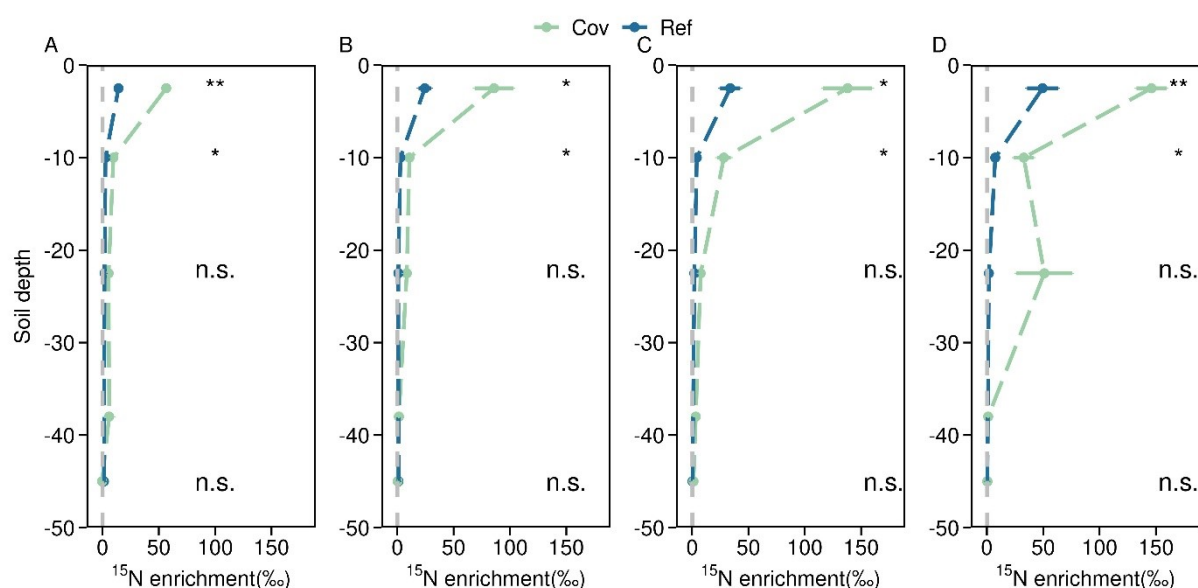 Cov Ref
A B C D
0 0 0 0
** * * **
-10 -10 -10 -10
* * *
-20 -20 -20 -20
n.s. n.s. n.s. n.s.
Soil depth
-30 -30 -30 -30
-40 -40 -40 -40
n.s. n.s. n.s. n.s.
-50 -50 -50 -50
0 50 100 150 0 50 100 150 0 50 100 150 0 50 100 150
¹⁵N enrichment(‰) ¹⁵N enrichment(‰) ¹⁵N enrichment(‰) ¹⁵N enrichment(‰)